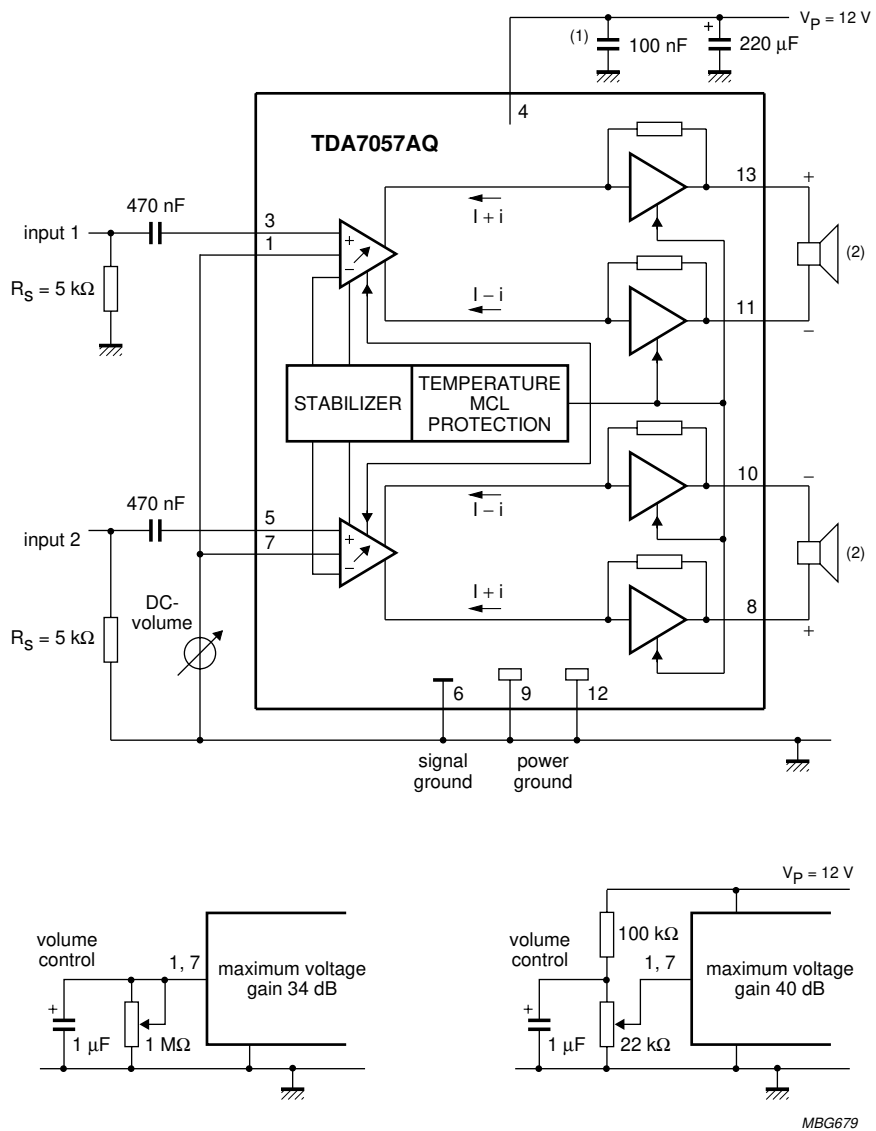 V_P = 12 V
(1)
100 nF
+
220 µF
4
TDA7057AQ
13
+
470 nF
3
input 1
1
I + i
+
−
(2)
R_S = 5 kΩ
I − i
11
−
STABILIZER
TEMPERATURE
MCL
PROTECTION
10
−
470 nF
5
input 2
7
I − i
+
−
(2)
DC-
volume
I + i
8
+
R_S = 5 kΩ
6
9
12
signal
ground
power
ground
volume
control
1, 7
maximum voltage
gain 34 dB
+
1 µF
1 MΩ
V_P = 12 V
100 kΩ
volume
control
1, 7
maximum voltage
gain 40 dB
+
1 µF
22 kΩ
MBG679